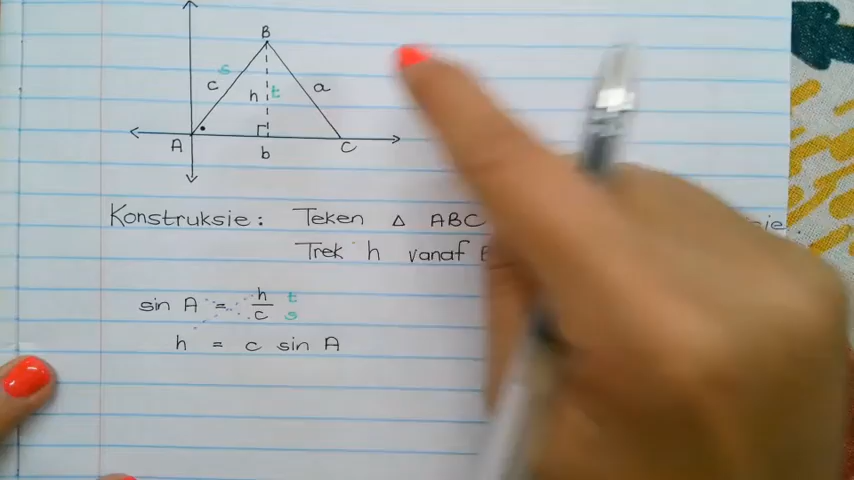 B
s
c
h
t
a
A
b
C
Konstruksie: Teken △ ABC
Trek h vanaf
sin A = h/c t s
h = c sin A